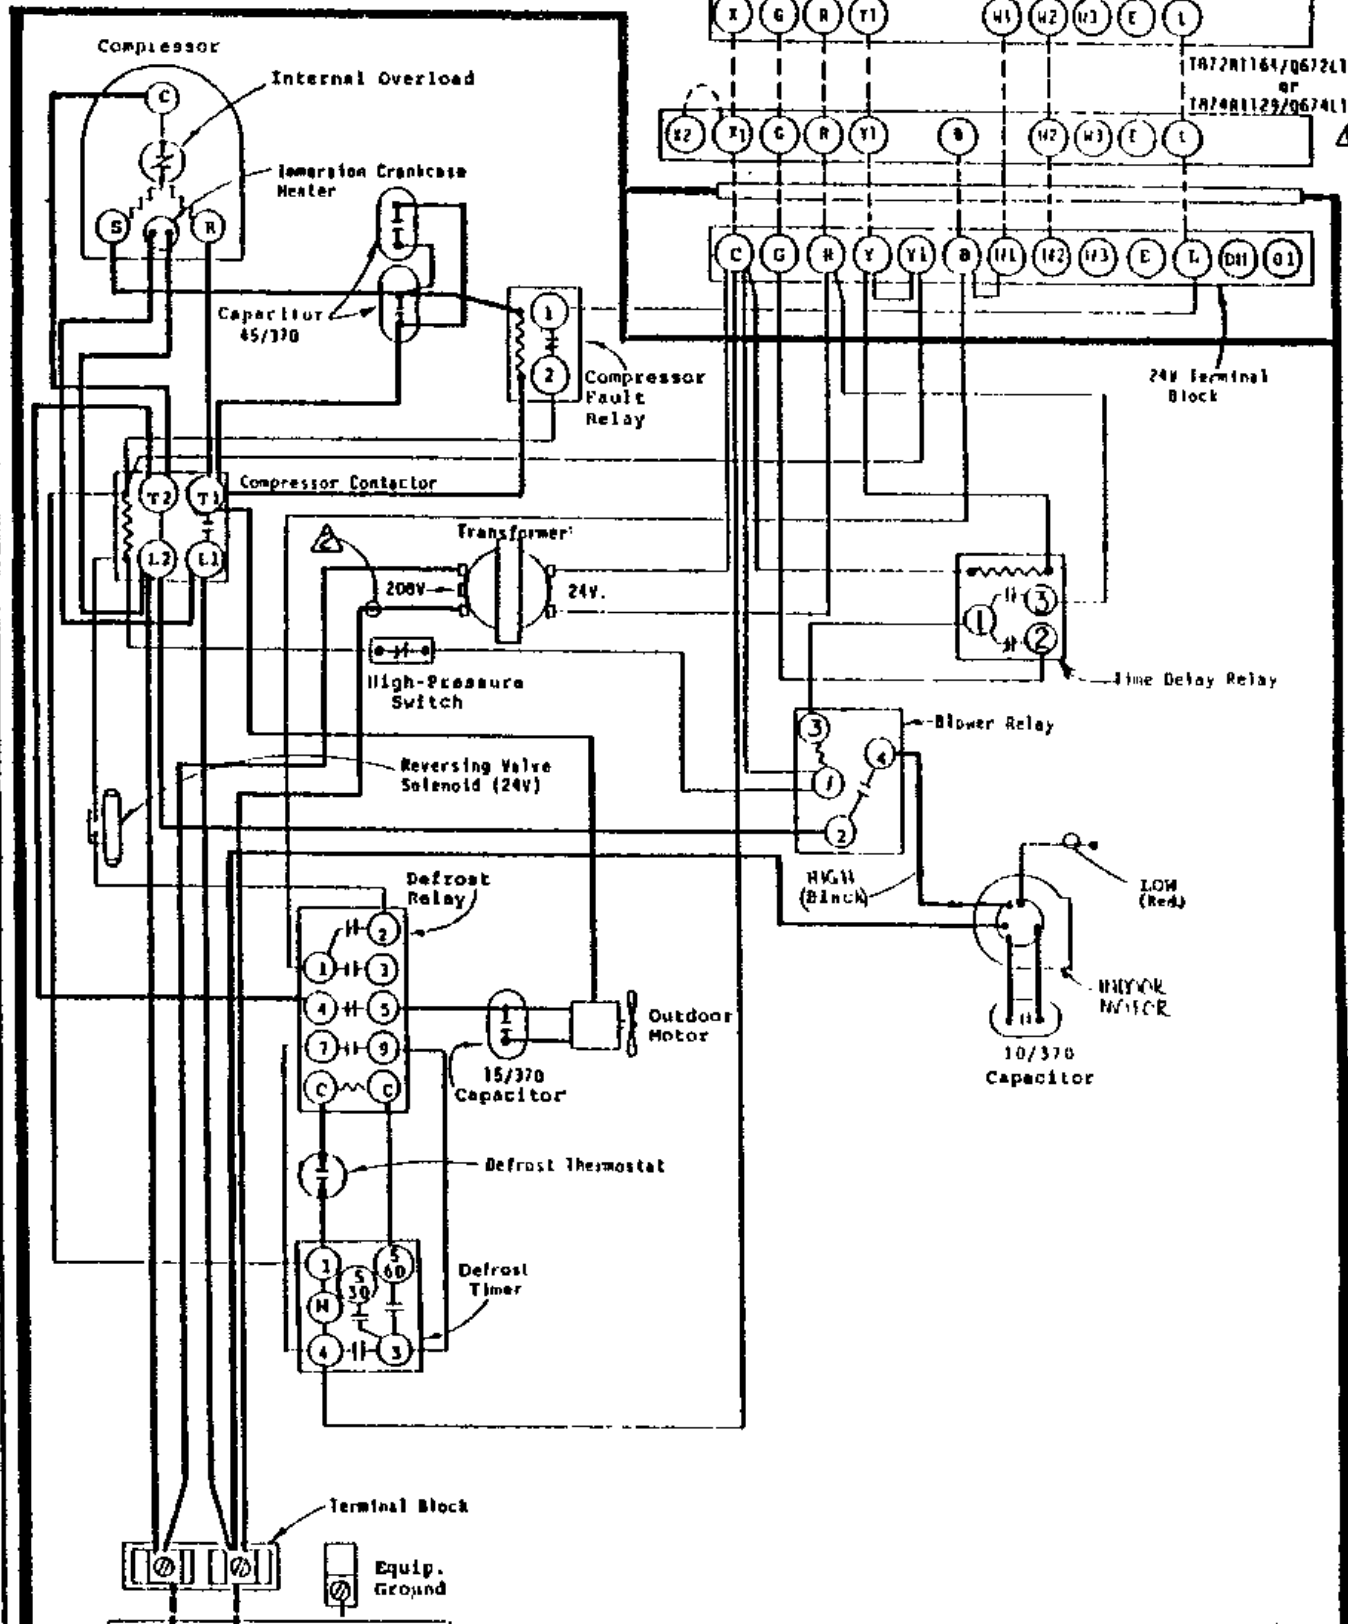 X G R Y1 W1 W2 W3 E L
Compressor
TR72R1164/Q672L1
or
TR74R1129/Q674L1
Internal Overload
C
X2 X1 G R Y1 B W2 W3 E L
Immersion Crankcase
Heater
S R
C G R Y Y1 B W1 W2 W3 E L DH G1
Capacitor
45/370
1
2
Compressor
Fault
Relay
24V Terminal
Block
Compressor Contactor
T2 T1
L2 L1
Transformer
2
208V
24V.
1 3
2
High-Pressure
Switch
Time Delay Relay
Blower Relay
3
4
1
2
Reversing Valve
Solenoid (24V)
HIGH
(Black)
LOW
(Red)
Defrost
Relay
2
1 3
4 5
7 9
C C
INDOOR
MOTOR
Outdoor
Motor
15/370
Capacitor
10/370
Capacitor
Defrost Thermostat
1
S
30
S
60
N
4 3
Defrost
Timer
Terminal Block
Equip.
Ground